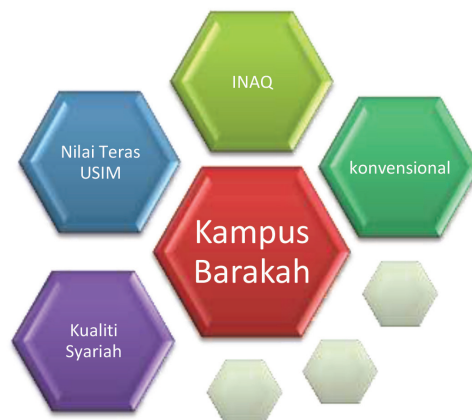 INAQ
Nilai Teras
USIM
konvensional
Kampus
Barakah
Kualiti
Syariah